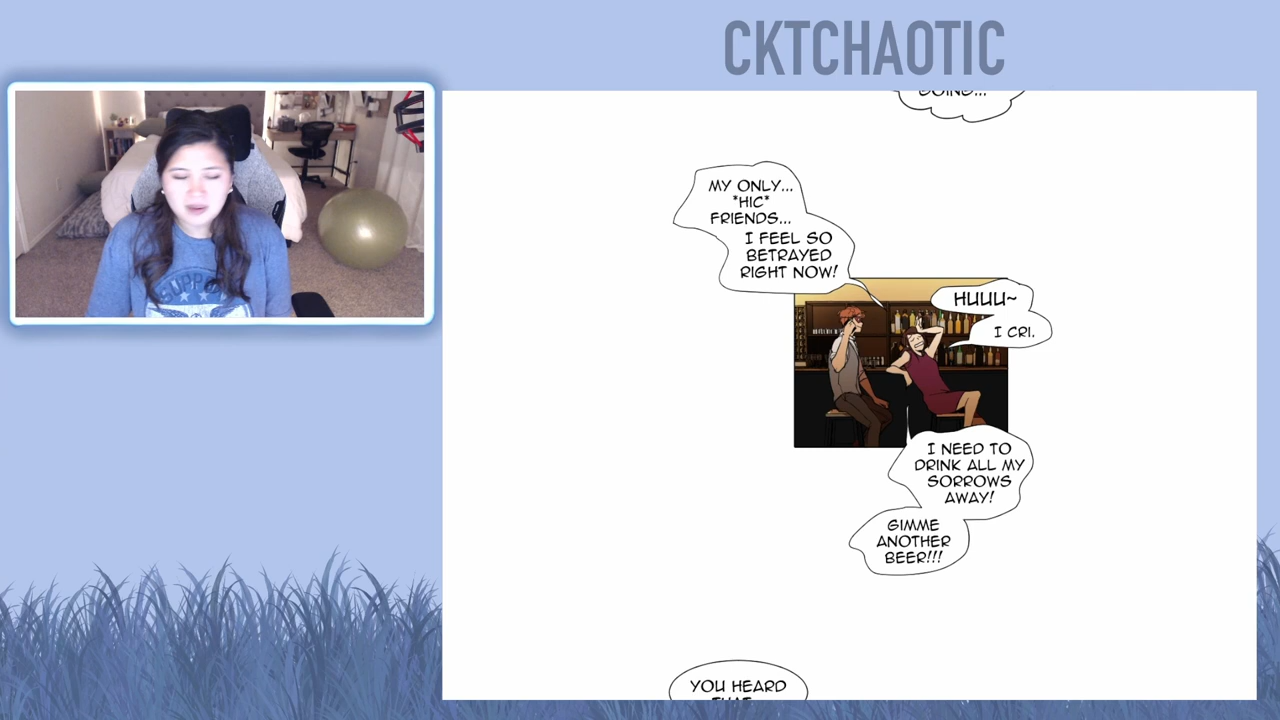 CKTCHAOTIC
GOING...
MY ONLY...
*HIC*
FRIENDS...
I FEEL SO
BETRAYED
RIGHT NOW!
HUUU~
I CRI.
I NEED TO
DRINK ALL MY
SORROWS
AWAY!
GIMME
ANOTHER
BEER!!!
YOU HEARD